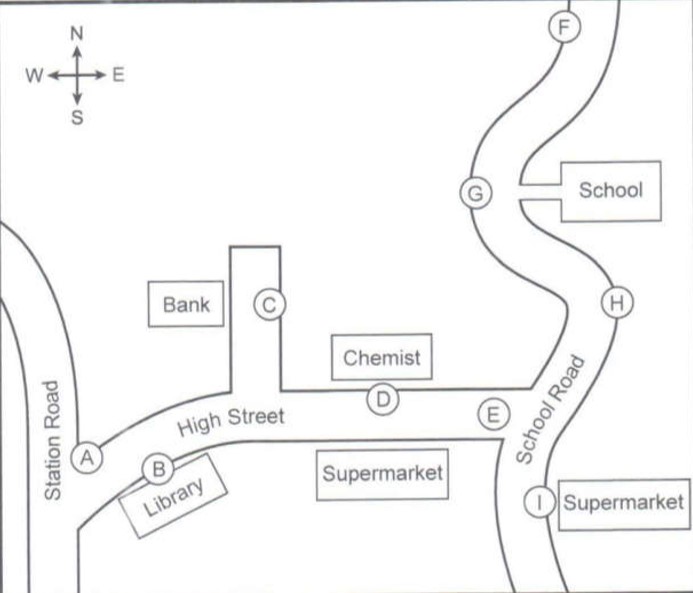 N
W E
S
F
G
School
Bank
C
H
Chemist
D
E
High Street
School Road
Station Road
A
B
Library
Supermarket
I
Supermarket